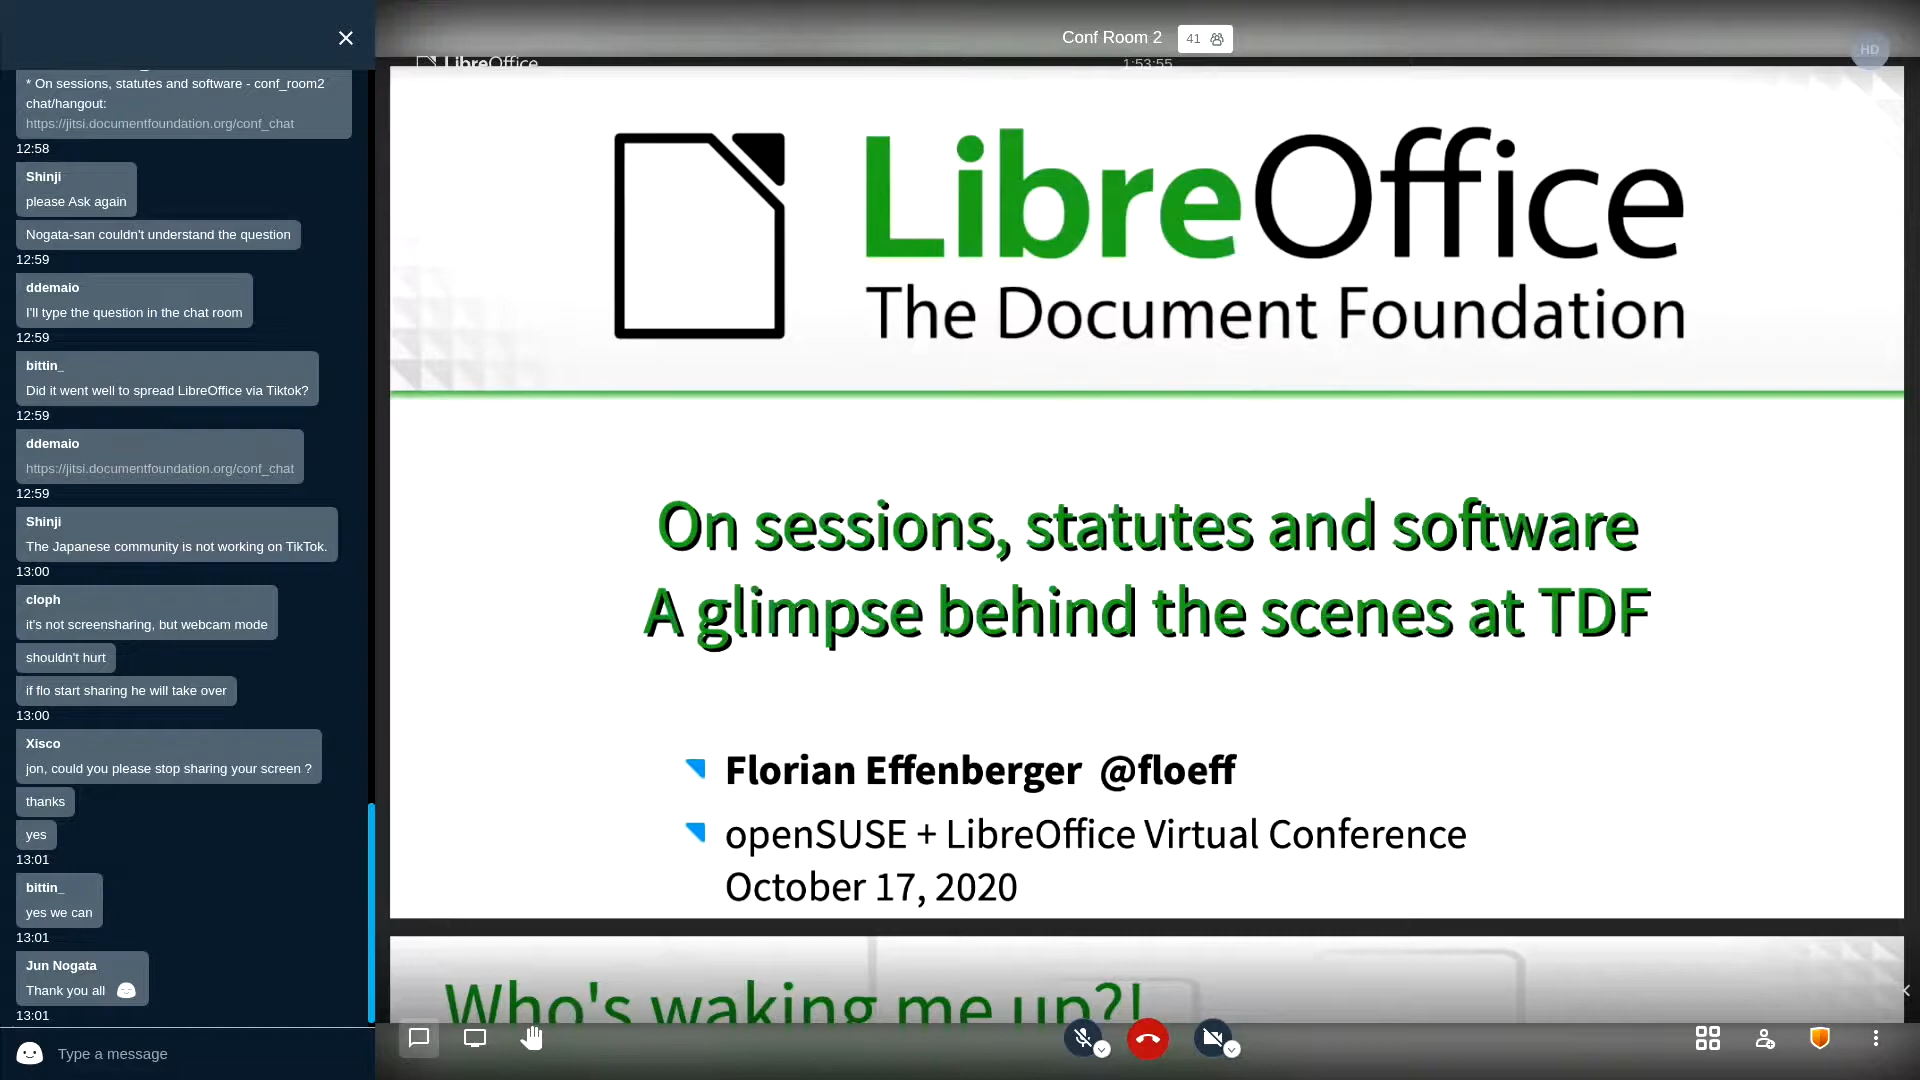 * On sessions, statutes and software - conf_room2
chat/hangout:
https://jitsi.documentfoundation.org/conf_chat
12:58
Shinji
please Ask again
Nogata-san couldn't understand the question
12:59
ddemaio
I'll type the question in the chat room
12:59
bittin_
Did it went well to spread LibreOffice via Tiktok?
12:59
ddemaio
https://jitsi.documentfoundation.org/conf_chat
12:59
Shinji
The Japanese community is not working on TikTok.
13:00
cloph
it's not screensharing, but webcam mode
shouldn't hurt
if flo start sharing he will take over
13:00
Xisco
jon, could you please stop sharing your screen ?
thanks
yes
13:01
bittin_
yes we can
13:01
Jun Nogata
Thank you all
13:01
Type a message
Conf Room 2
41
HD
LibreOffice
1:53:55
LibreOffice
The Document Foundation
On sessions, statutes and software
A glimpse behind the scenes at TDF
Florian Effenberger @floeff
openSUSE + LibreOffice Virtual Conference
October 17, 2020
Who's waking me up?!